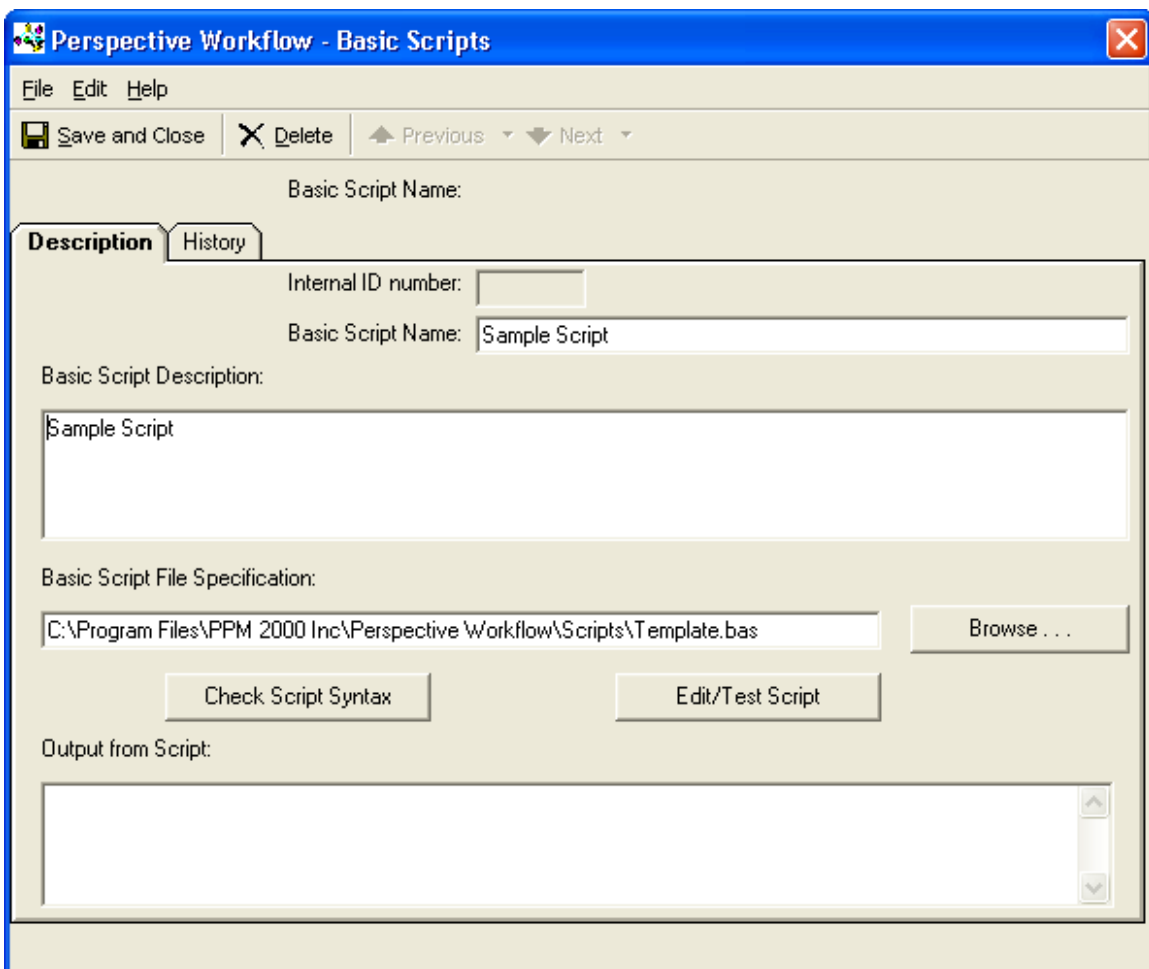 Perspective Workflow - Basic Scripts
File Edit Help
Save and Close Delete Previous Next
Basic Script Name:
Description History
Internal ID number:
Basic Script Name: Sample Script
Basic Script Description:
Sample Script
Basic Script File Specification:
C:\Program Files\PPM 2000 Inc\Perspective Workflow\Scripts\Template.bas Browse . . .
Check Script Syntax Edit/Test Script
Output from Script: